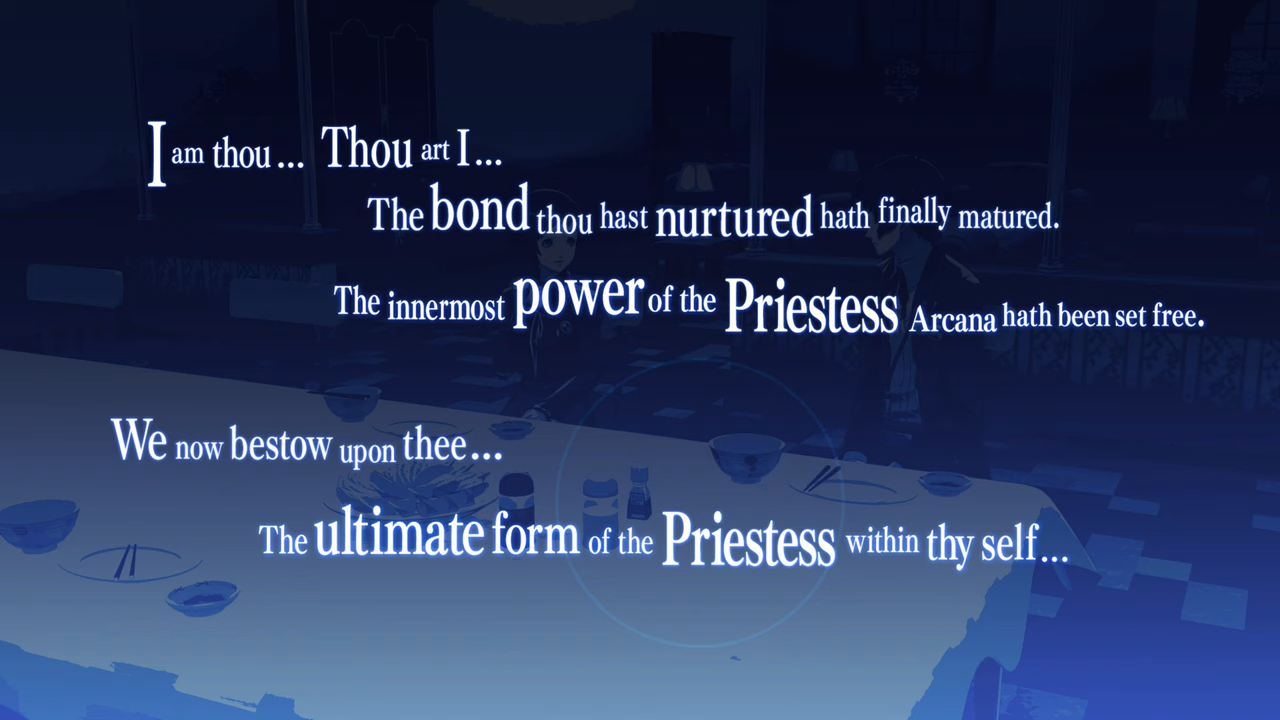 I am thou... Thou art I...
The bond thou hast nurtured hath finally matured.
The innermost power of the Priestess Arcana hath been set free.
We now bestow upon thee...
The ultimate form of the Priestess within thy self...